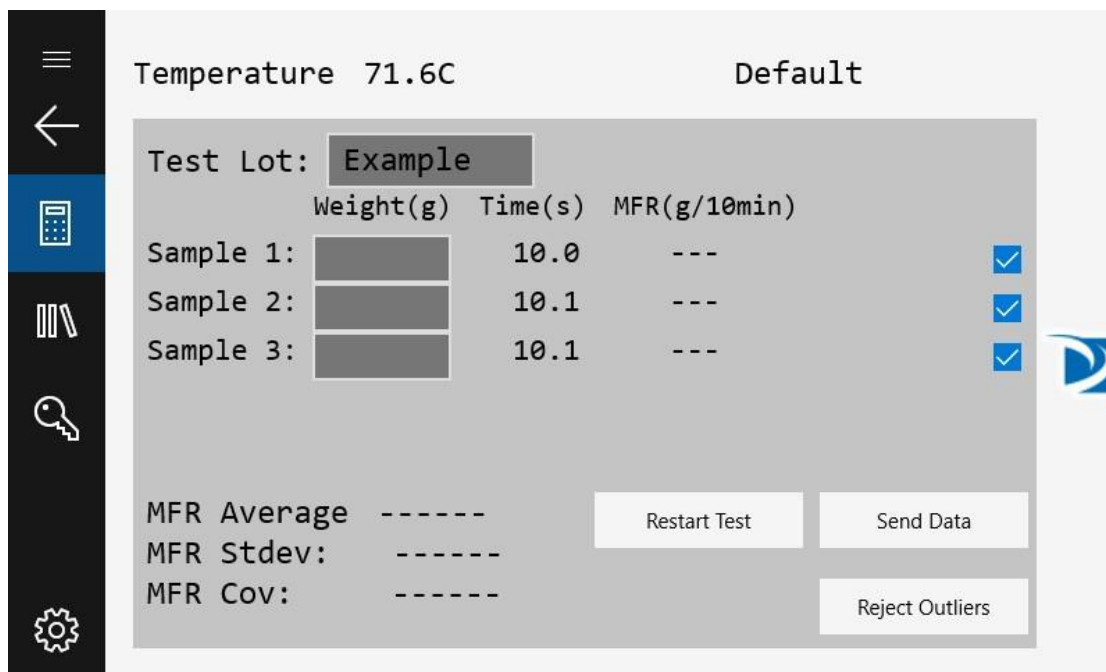 Temperature 71.6C Default
Test Lot: Example
Weight(g) Time(s) MFR(g/10min)
Sample 1: 10.0 ---
Sample 2: 10.1 ---
Sample 3: 10.1 ---
MFR Average ------
MFR Stdev: ------
MFR Cov: ------
Restart Test Send Data
Reject Outliers